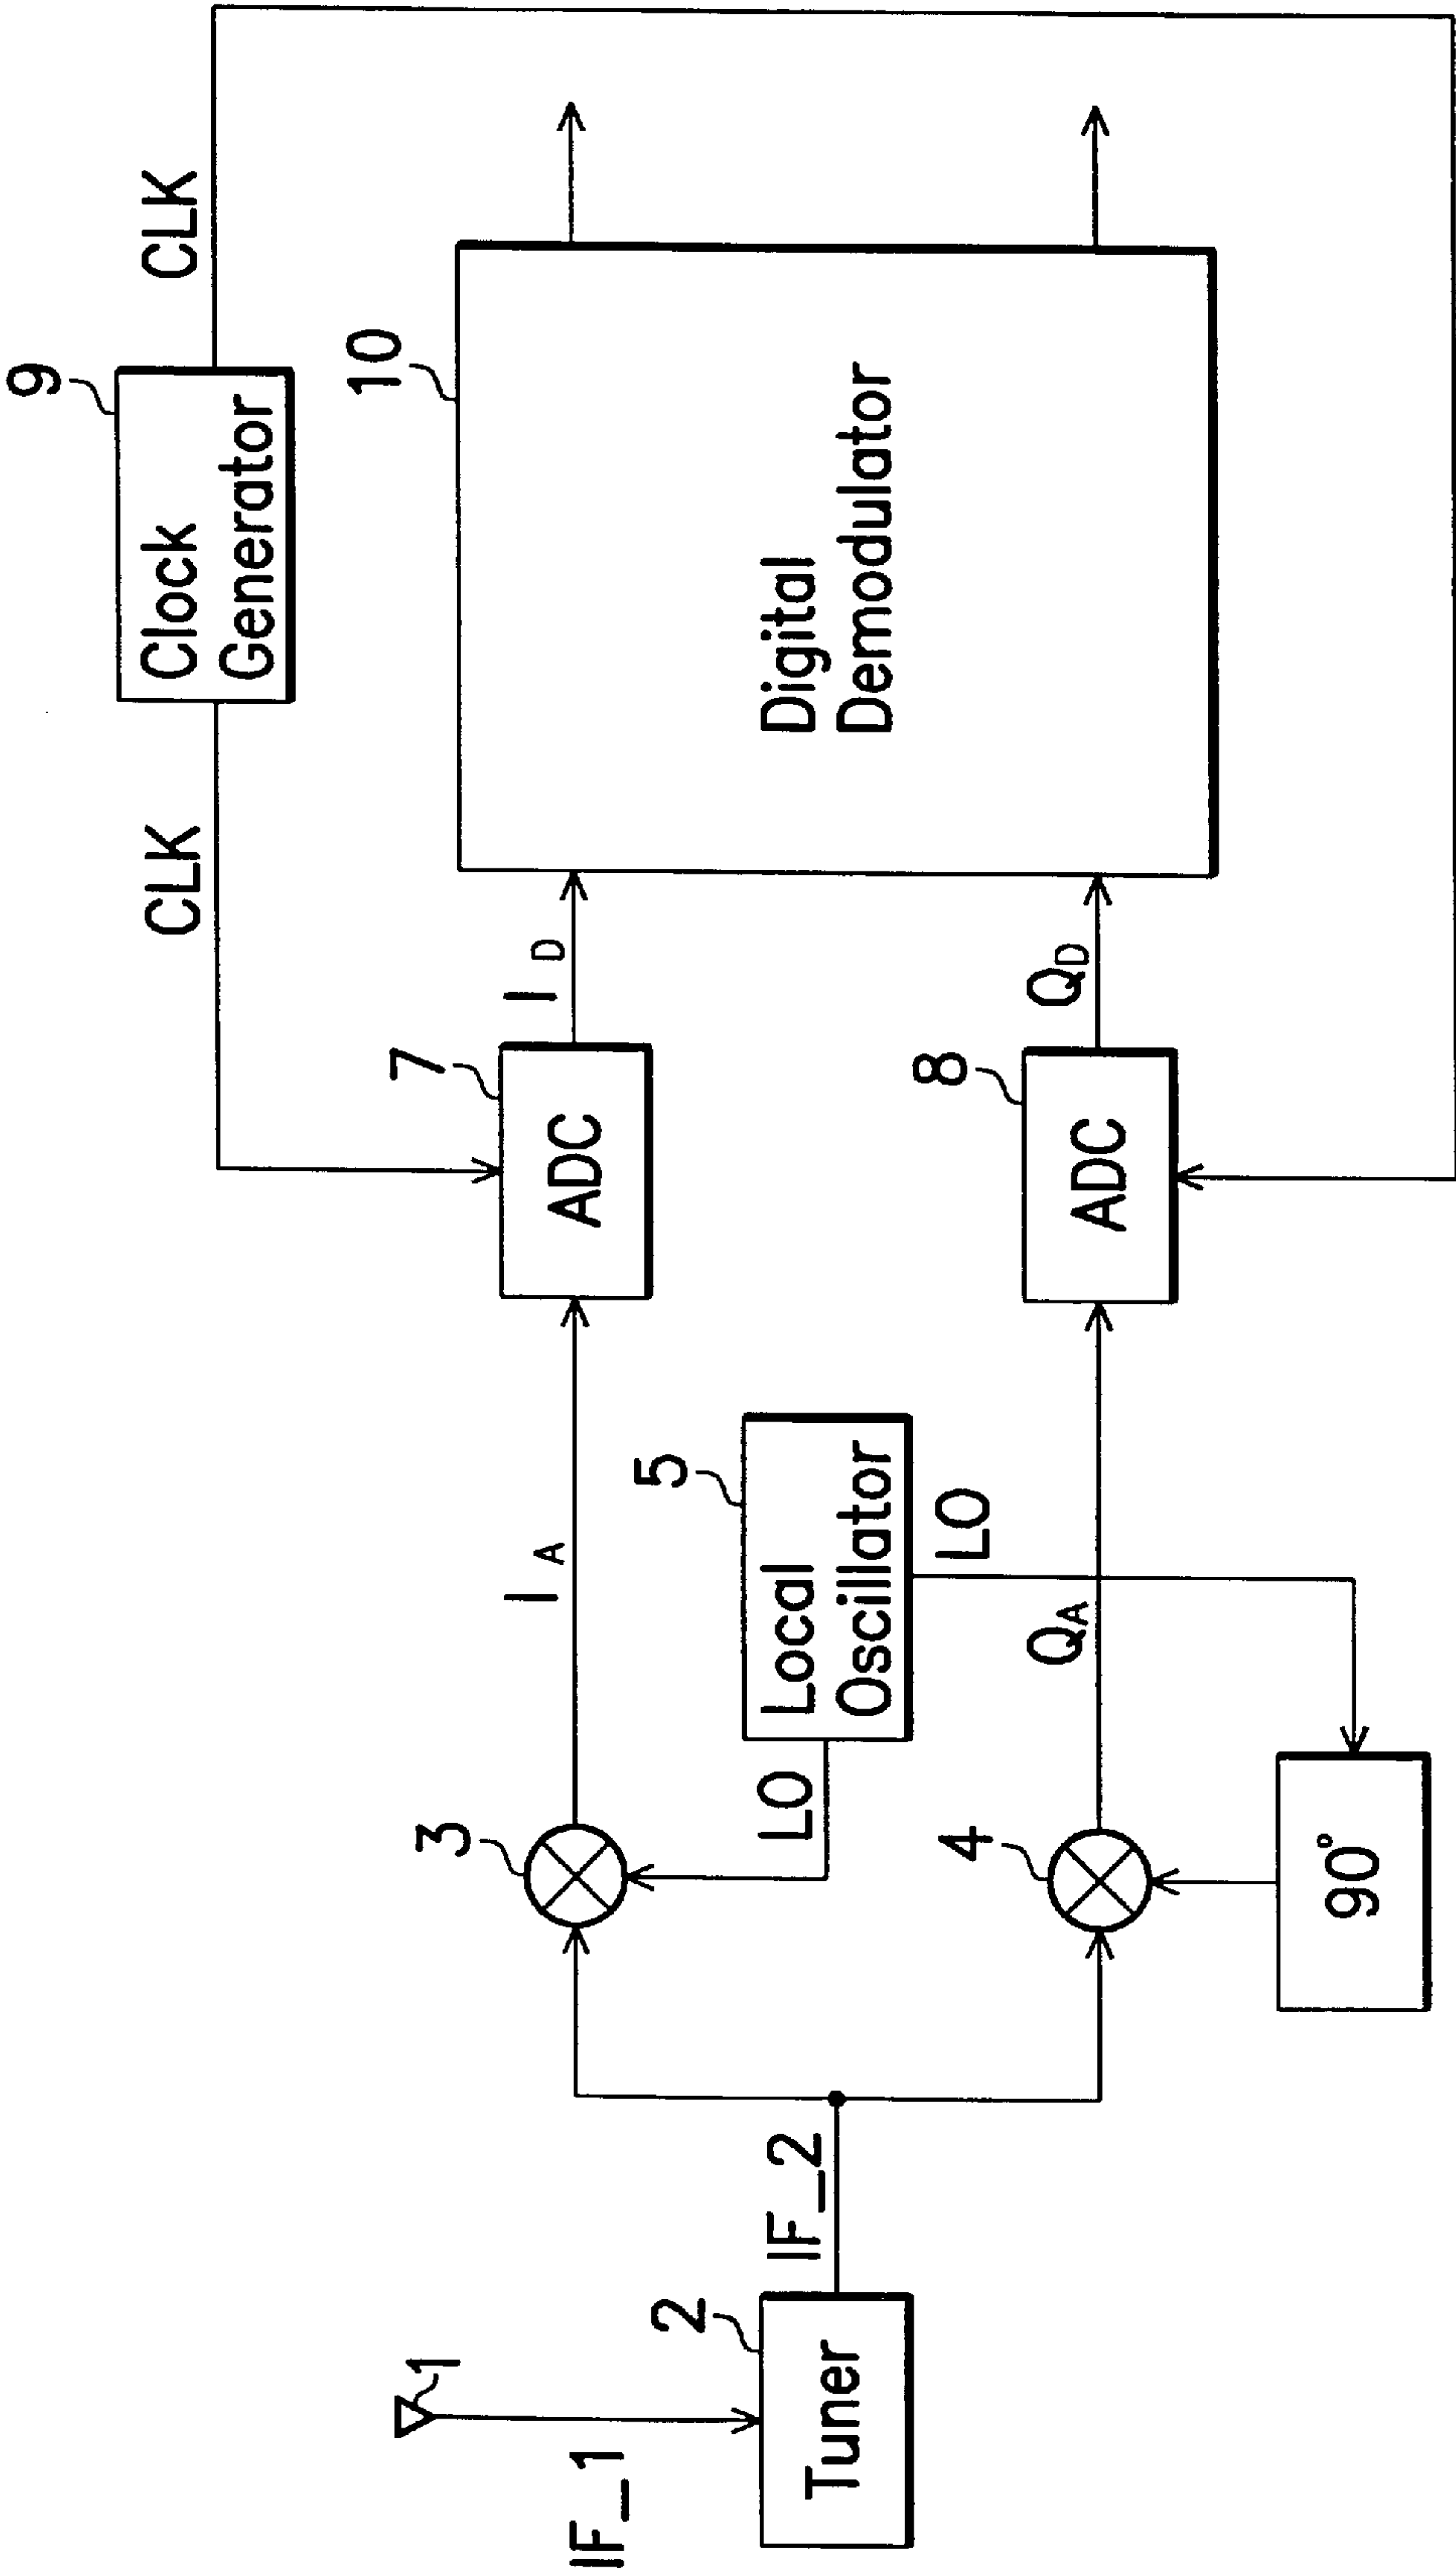 9
CLK
Clock
Generator
CLK
1
IF_1
3
I A
7
I D
10
2
Tuner
IF_2
LO
5
Local
Oscillator
ADC
Digital
Demodulator
4
QA
LO
8
QD
ADC
90°